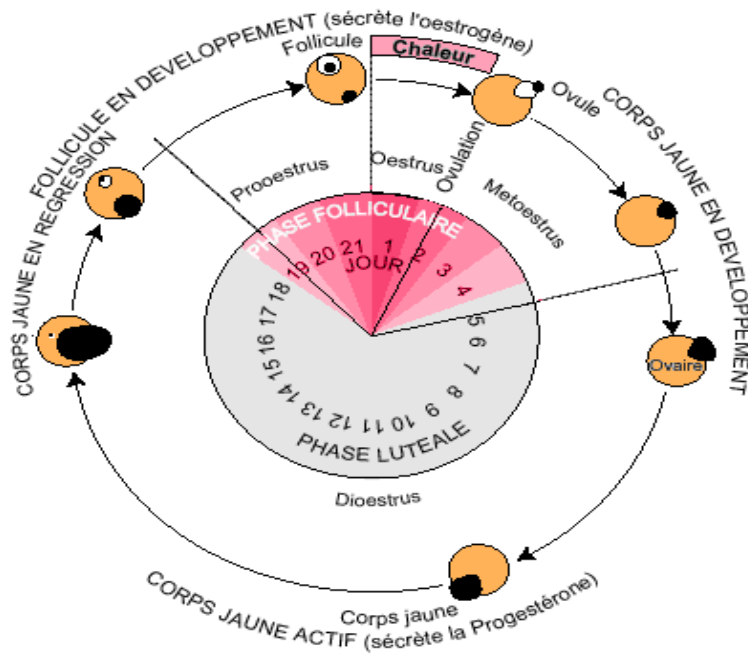 FOLLICULE EN DEVELOPPEMENT (sécrète l'oestrogène)
Follicule
Chaleur
Ovule
CORPS JAUNE EN DEVELOPPEMENT
CORPS JAUNE EN REGRESSION
Prooestrus
Oestrus
Ovulation
Metoestrus
PHASE FOLLICULAIRE
19 20 21 1 2 3 4
JOUR
5 6 7 8 9 10 11 12 13 14 15 16 17 18
Ovaire
PHASE LUTEALE
Dioestrus
Corps jaune
CORPS JAUNE ACTIF (sécrète la Progestérone)